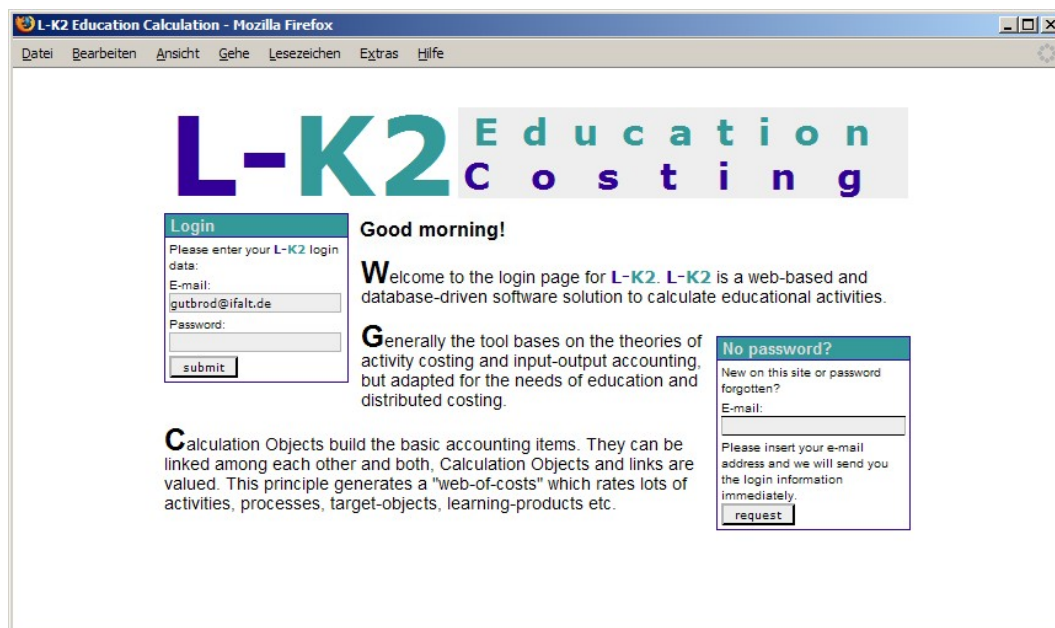 L-K2 Education Calculation - Mozilla Firefox
Datei Bearbeiten Ansicht Gehe Lesezeichen Extras Hilfe
L-K2 Education
Costing
Login
Please enter your L-K2 login
data:
E-mail:
gutbrod@ifalt.de
Password:
submit
Good morning!
Welcome to the login page for L-K2. L-K2 is a web-based and
database-driven software solution to calculate educational activities.
Generally the tool bases on the theories of
activity costing and input-output accounting,
but adapted for the needs of education and
distributed costing.
No password?
New on this site or password
forgotten?
E-mail:
Please insert your e-mail
address and we will send you
the login information
immediately.
request
Calculation Objects build the basic accounting items. They can be
linked among each other and both, Calculation Objects and links are
valued. This principle generates a "web-of-costs" which rates lots of
activities, processes, target-objects, learning-products etc.